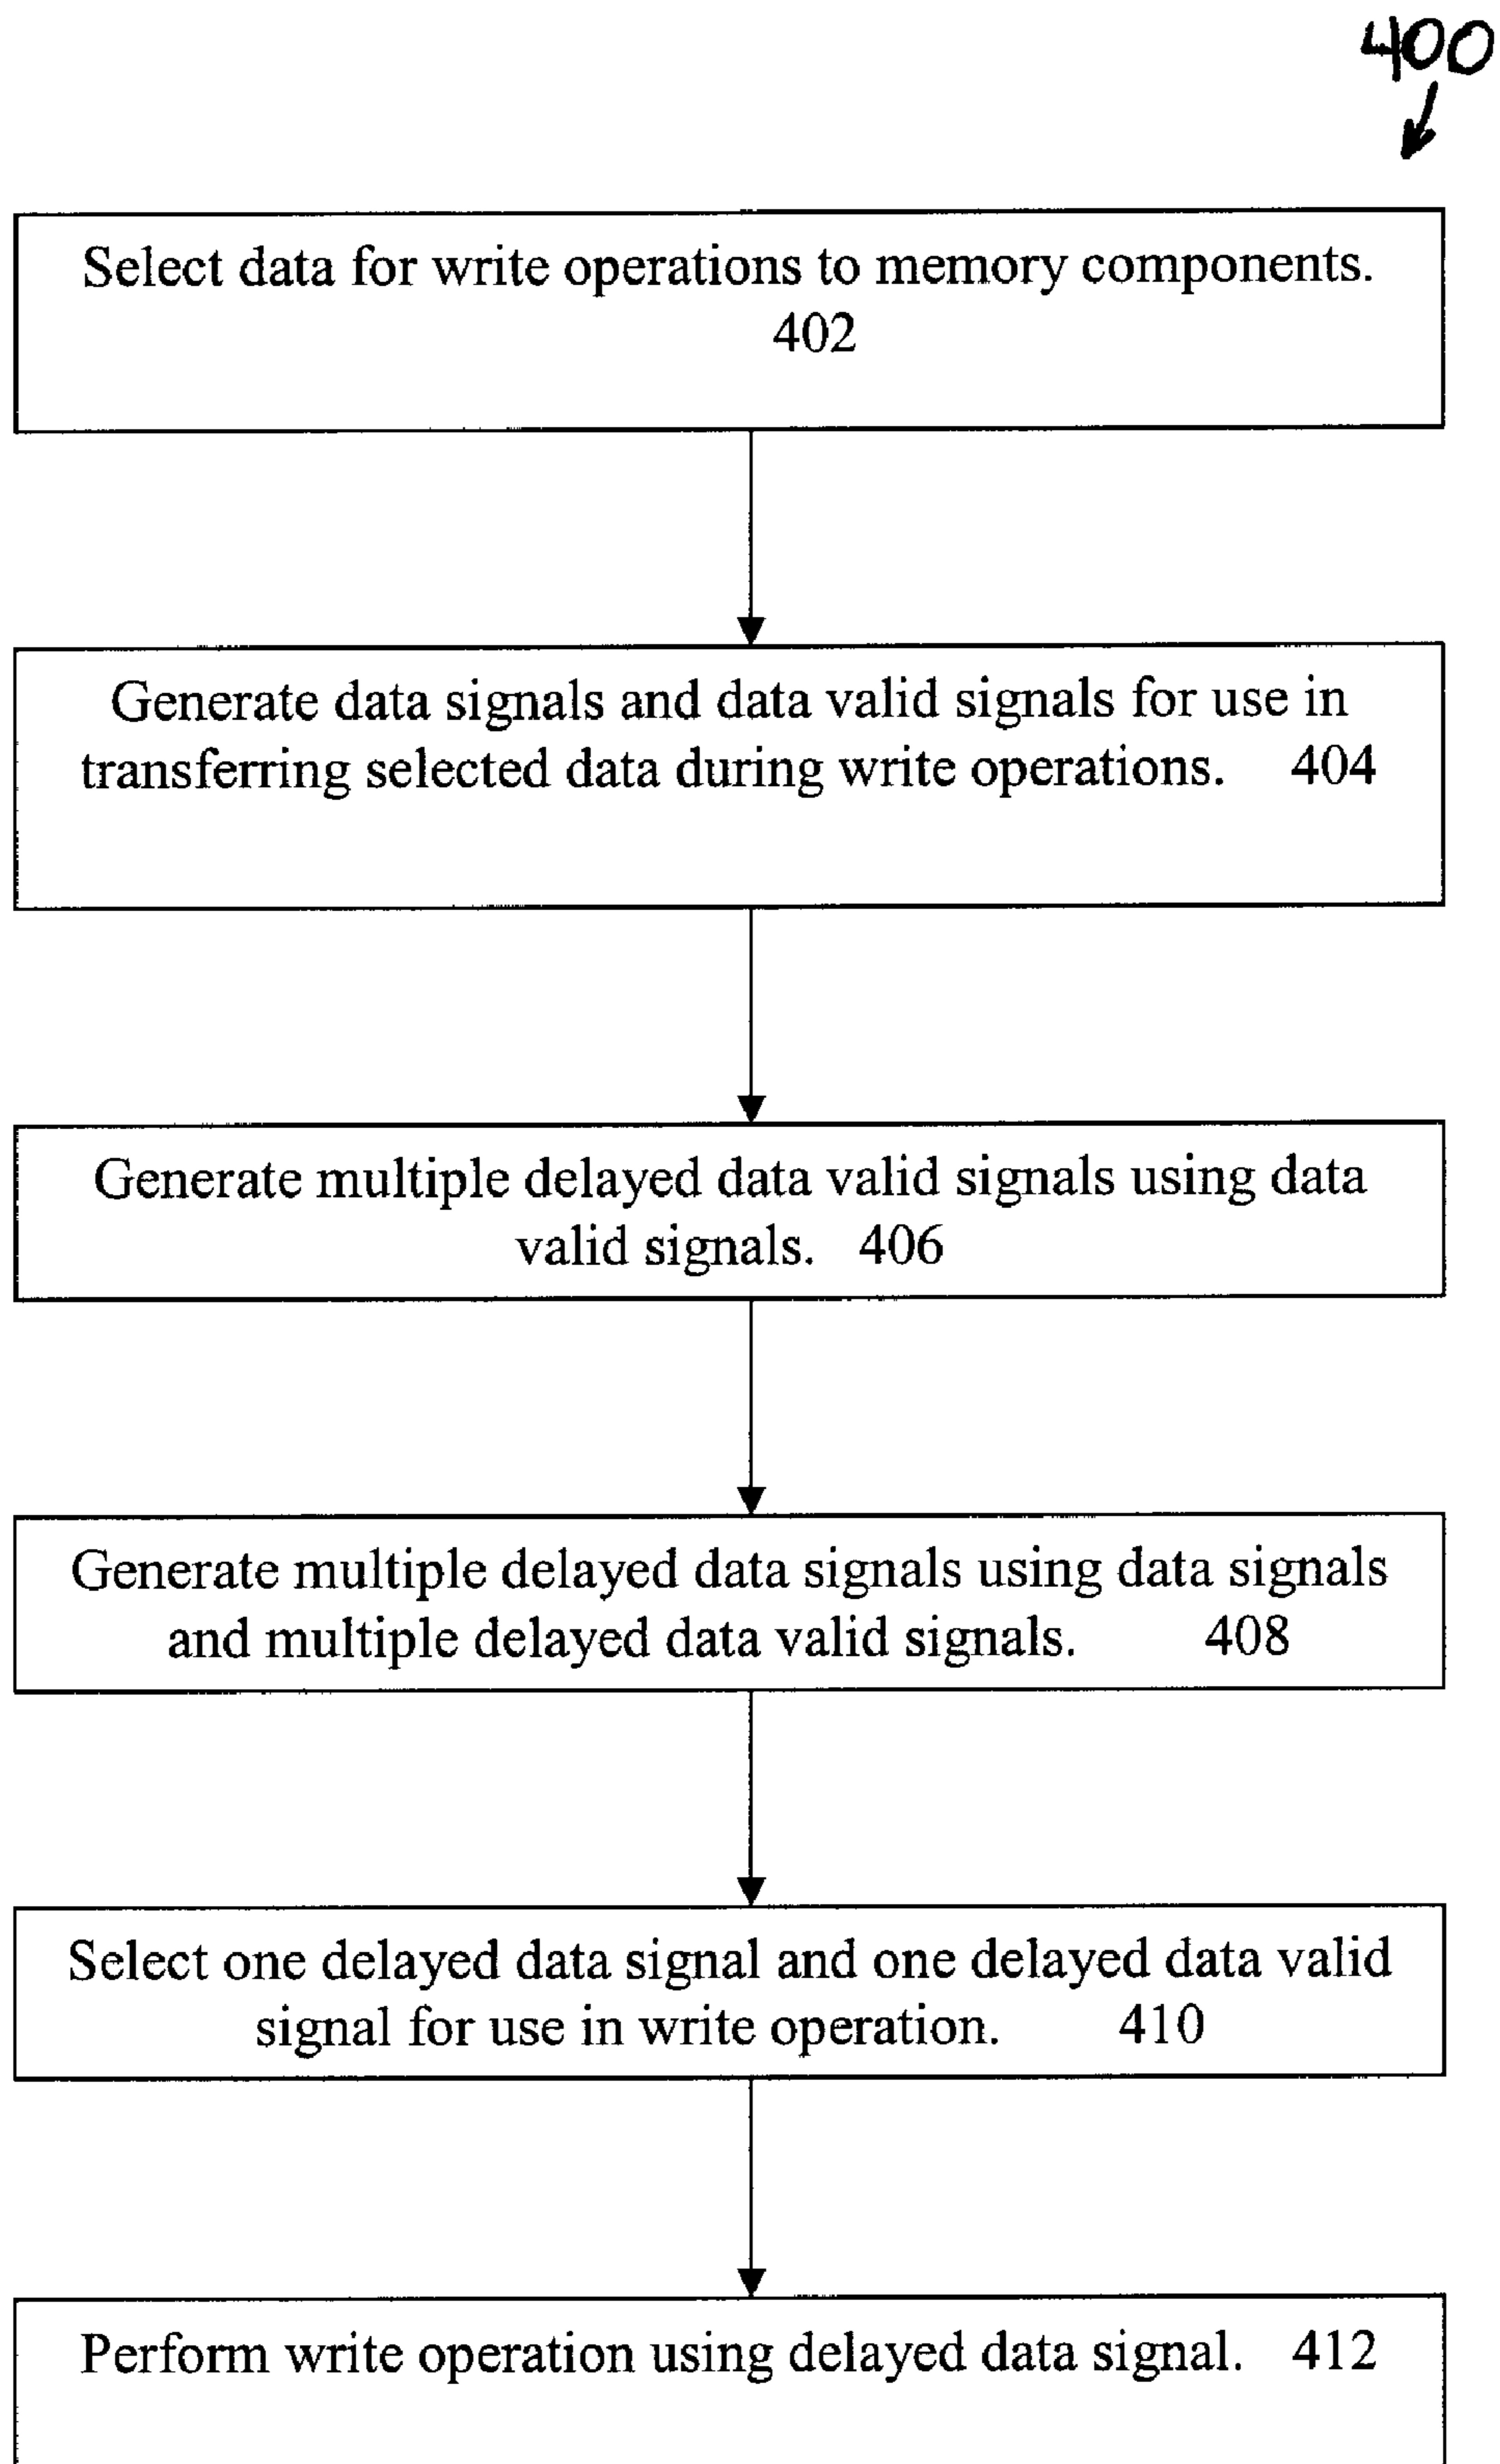 400
Select data for write operations to memory components.
402
Generate data signals and data valid signals for use in
transferring selected data during write operations. 404
Generate multiple delayed data valid signals using data
valid signals. 406
Generate multiple delayed data signals using data signals
and multiple delayed data valid signals. 408
Select one delayed data signal and one delayed data valid
signal for use in write operation. 410
Perform write operation using delayed data signal. 412